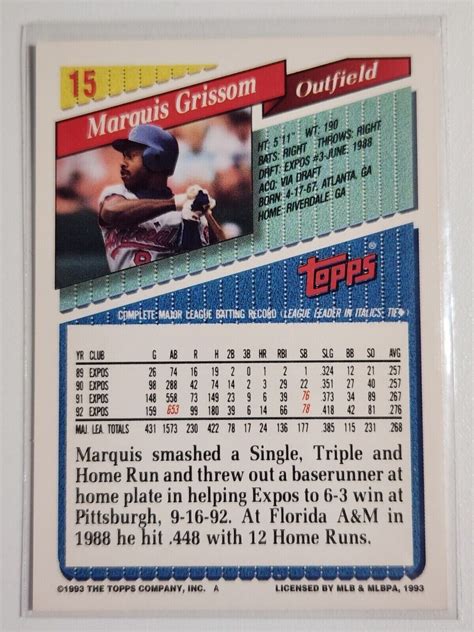 15
Marquis Grissom
Outfield
HT: 5'11" WT: 190
BATS: RIGHT THROWS: RIGHT
DRFT: EXPOS #3-JUNE, 1988
ACQ: VIA DRAFT
BORN: 4-17-67, ATLANTA, GA
HOME: RIVERDALE, GA
TOPPS®
COMPLETE MAJOR LEAGUE BATTING RECORD (LEAGUE LEADER IN ITALICS, TIE♦)
YR CLUB G AB R H 2B 3B HR RBI SB SLG BB SO AVG
89 EXPOS 26 74 16 19 2 0 1 2 1 .324 12 21 .257
90 EXPOS 98 288 42 74 14 2 3 29 22 .351 27 40 .257
91 EXPOS 148 558 73 149 23 9 6 39 76 .373 34 89 .267
92 EXPOS 159 653 99 180 39 6 14 66 78 .418 42 81 .276
MAJ. LEA. TOTALS 431 1573 230 422 78 17 24 136 177 .385 115 231 .268
Marquis smashed a Single, Triple and
Home Run and threw out a baserunner at
home plate in helping Expos to 6-3 win at
Pittsburgh, 9-16-92. At Florida A&M in
1988 he hit .448 with 12 Home Runs.
©1993 THE TOPPS COMPANY, INC. A LICENSED BY MLB & MLBPA, 1993